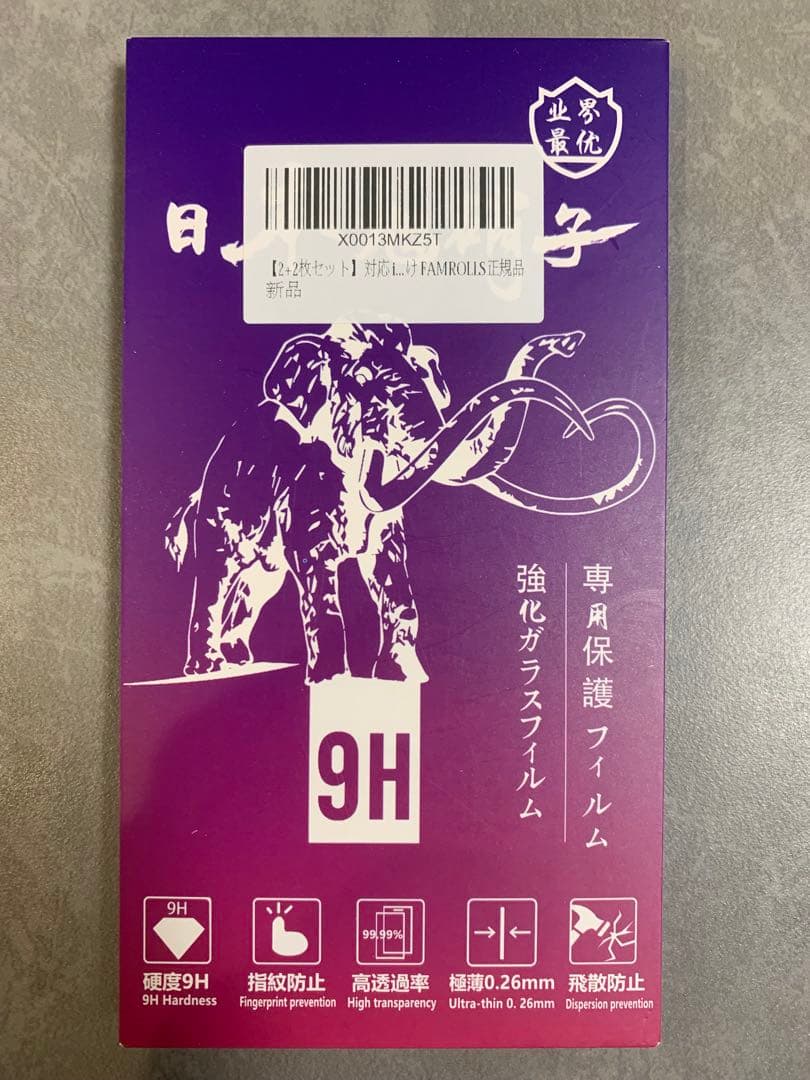 业界
最优
日
子
X0013MKZ5T
【2+2枚セット】対応 i...け FAMROLLS正規品
新品
専用保護フィルム
強化ガラスフィルム
9H
9H
99.99%
硬度9H
9H Hardness
指紋防止
Fingerprint prevention
高透過率
High transparency
極薄0.26mm
Ultra-thin 0. 26mm
飛散防止
Dispersion prevention